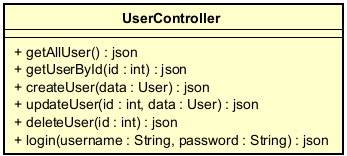 UserController
+ getAllUser() : json
+ getUserById(id : int) : json
+ createUser(data : User) : json
+ updateUser(id : int, data : User) : json
+ deleteUser(id : int) : json
+ login(username : String, password : String) : json